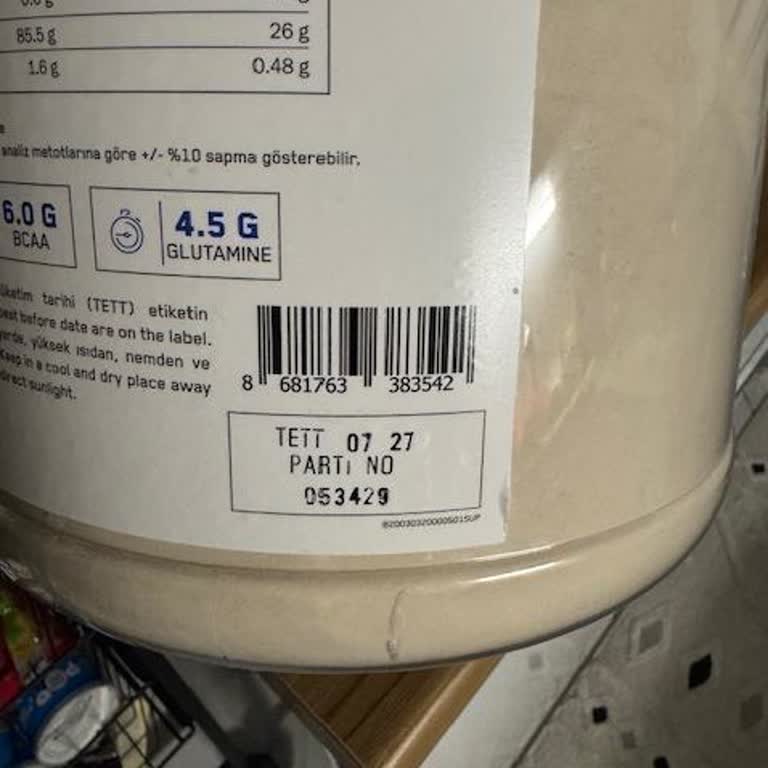 85.5 g 26 g
1.6 g 0.48 g
analiz metotlarına göre +/- %10 sapma gösterebilir.
6.0 G
BCAA
4.5 G
GLUTAMINE
tarihi (TETT) etiketin
before date are on the label.
yüksek ısıdan, nemden ve
Keep in a cool and dry place away
direct sunlight.
8 681763 383542
TETT 07 27
PARTi NO
053429